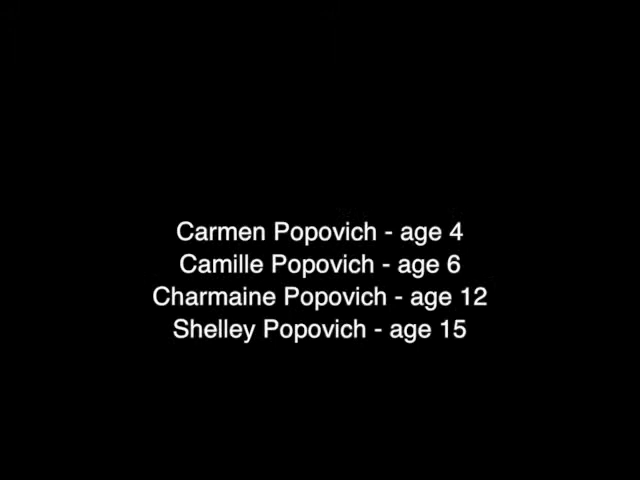 Carmen Popovich - age 4
Camille Popovich - age 6
Charmaine Popovich - age 12
Shelley Popovich - age 15